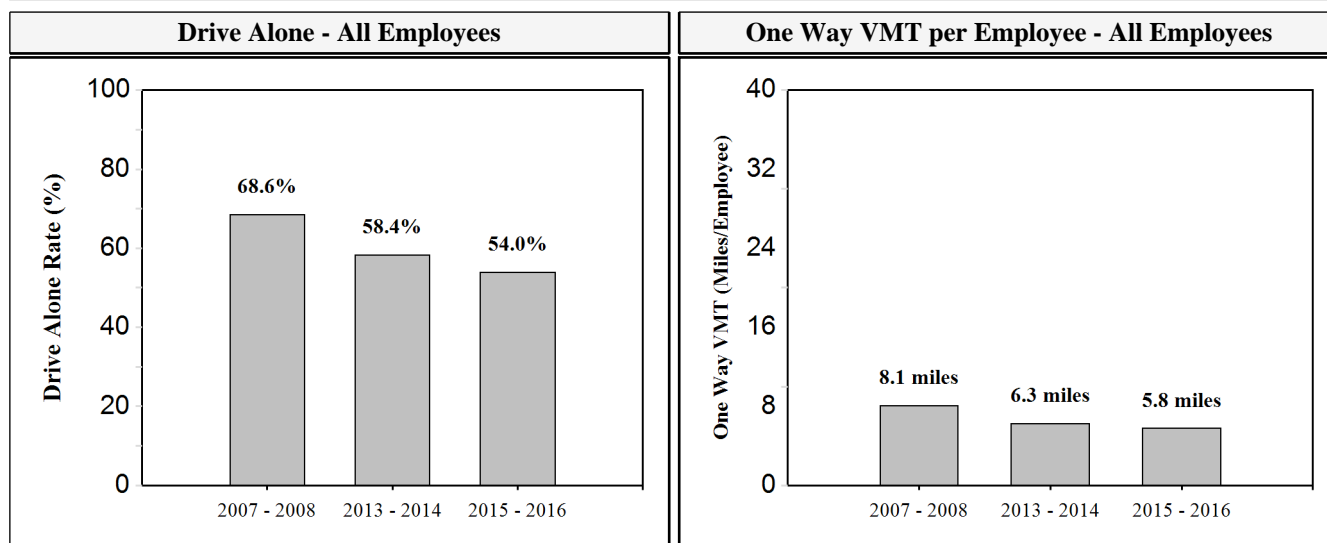 Drive Alone - All Employees
One Way VMT per Employee - All Employees
Drive Alone Rate (%)
100
80
60
40
20
0
68.6%
58.4%
54.0%
2007 - 2008
2013 - 2014
2015 - 2016
One Way VMT (Miles/Employee)
40
32
24
16
8
0
8.1 miles
6.3 miles
5.8 miles
2007 - 2008
2013 - 2014
2015 - 2016